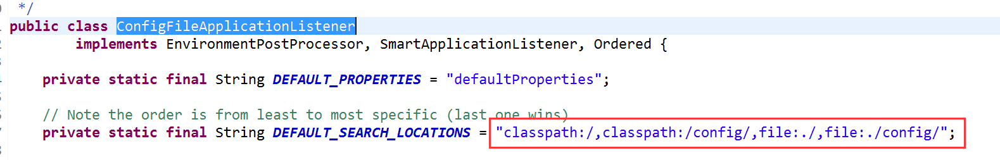 */
public class ConfigFileApplicationListener
implements EnvironmentPostProcessor, SmartApplicationListener, Ordered {
private static final String DEFAULT_PROPERTIES = "defaultProperties";
// Note the order is from least to most specific (last one wins)
private static final String DEFAULT_SEARCH_LOCATIONS = "classpath:/,classpath:/config/,file:./,file:./config/";